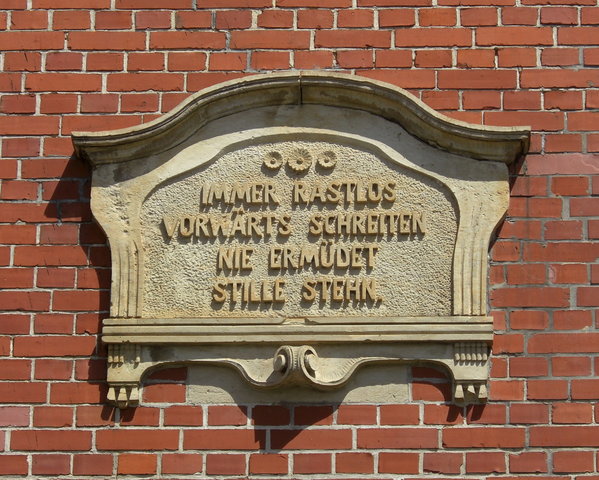 IMMER RASTLOS
VORWÄRTS SCHREITEN
NIE ERMÜDET
STILLE STEHN.